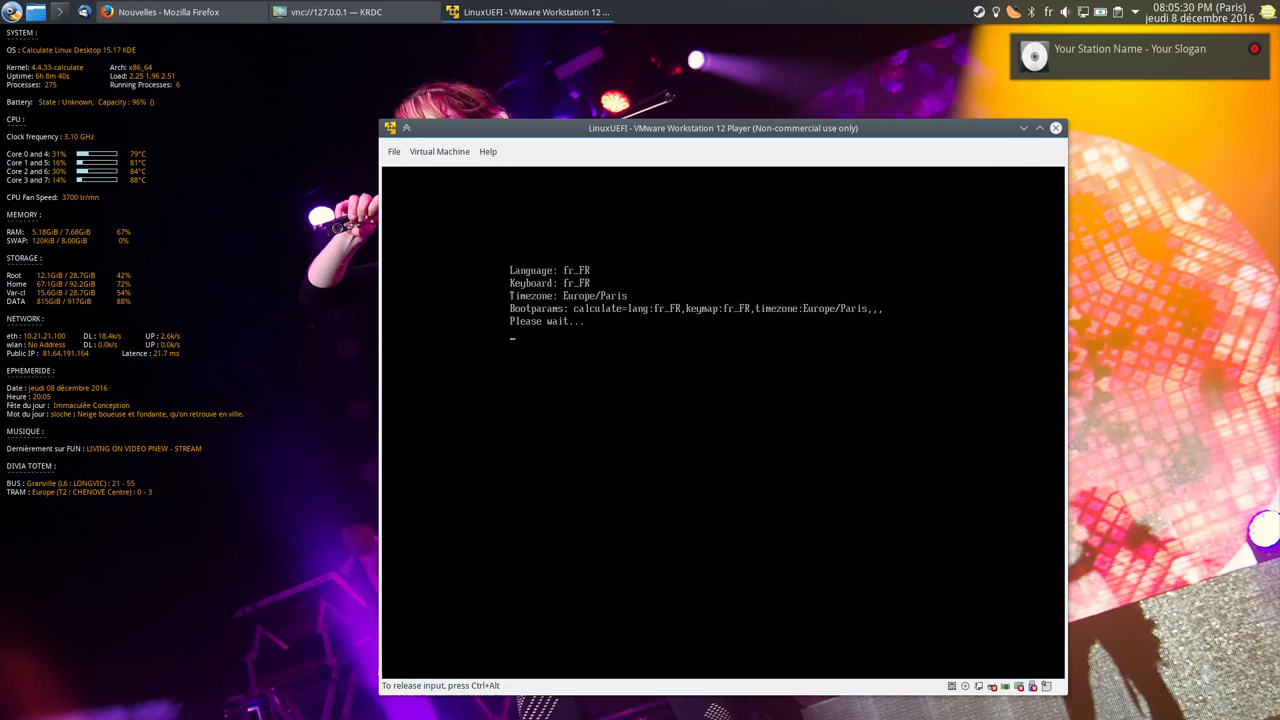 Nouvelles - Mozilla Firefox
vnc://127.0.0.1 — KRDC
LinuxUEFI - VMware Workstation 12 ...
fr
08:05:30 PM (Paris)
jeudi 8 décembre 2016
SYSTEM :
OS : Calculate Linux Desktop 15.17 KDE
Kernel: 4.4.33-calculate Arch: x86_64
Uptime: 6h 8m 40s Load: 2.25 1.96 2.51
Processes: 275 Running Processes: 6
Battery: State : Unknown, Capacity : 96% ()
CPU :
Clock frequency : 3.10 GHz
Core 0 and 4: 31% 79°C
Core 1 and 5: 16% 81°C
Core 2 and 6: 30% 84°C
Core 3 and 7: 14% 88°C
CPU Fan Speed: 3700 tr/mn
MEMORY :
RAM: 5.18GiB / 7.68GiB 67%
SWAP: 120KiB / 8.00GiB 0%
STORAGE :
Root 12.1GiB / 28.7GiB 42%
Home 67.1GiB / 92.2GiB 72%
Var-cl 15.6GiB / 28.7GiB 54%
DATA 815GiB / 917GiB 88%
NETWORK :
eth : 10.21.21.100 DL : 18.4k/s UP : 2.6k/s
wlan : No Address DL : 0.0k/s UP : 0.0k/s
Public IP : 81.64.191.164 Latence : 21.7 ms
EPHEMERIDE :
Date : jeudi 08 décembre 2016
Heure : 20:05
Fête du jour : Immaculée Conception
Mot du jour : sloche : Neige boueuse et fondante, qu'on retrouve en ville.
MUSIQUE :
Dernièrement sur FUN : LIVING ON VIDEO PNEW - STREAM
DIVIA TOTEM :
BUS : Granville (L6 : LONGVIC) : 21 - 55
TRAM : Europe (T2 : CHENOVE Centre) : 0 - 3
Your Station Name - Your Slogan
LinuxUEFI - VMware Workstation 12 Player (Non-commercial use only)
File Virtual Machine Help
Language: fr_FR
Keyboard: fr_FR
Timezone: Europe/Paris
Bootparams: calculate=lang:fr_FR,keymap:fr_FR,timezone:Europe/Paris,,,
Please wait...
To release input, press Ctrl+Alt